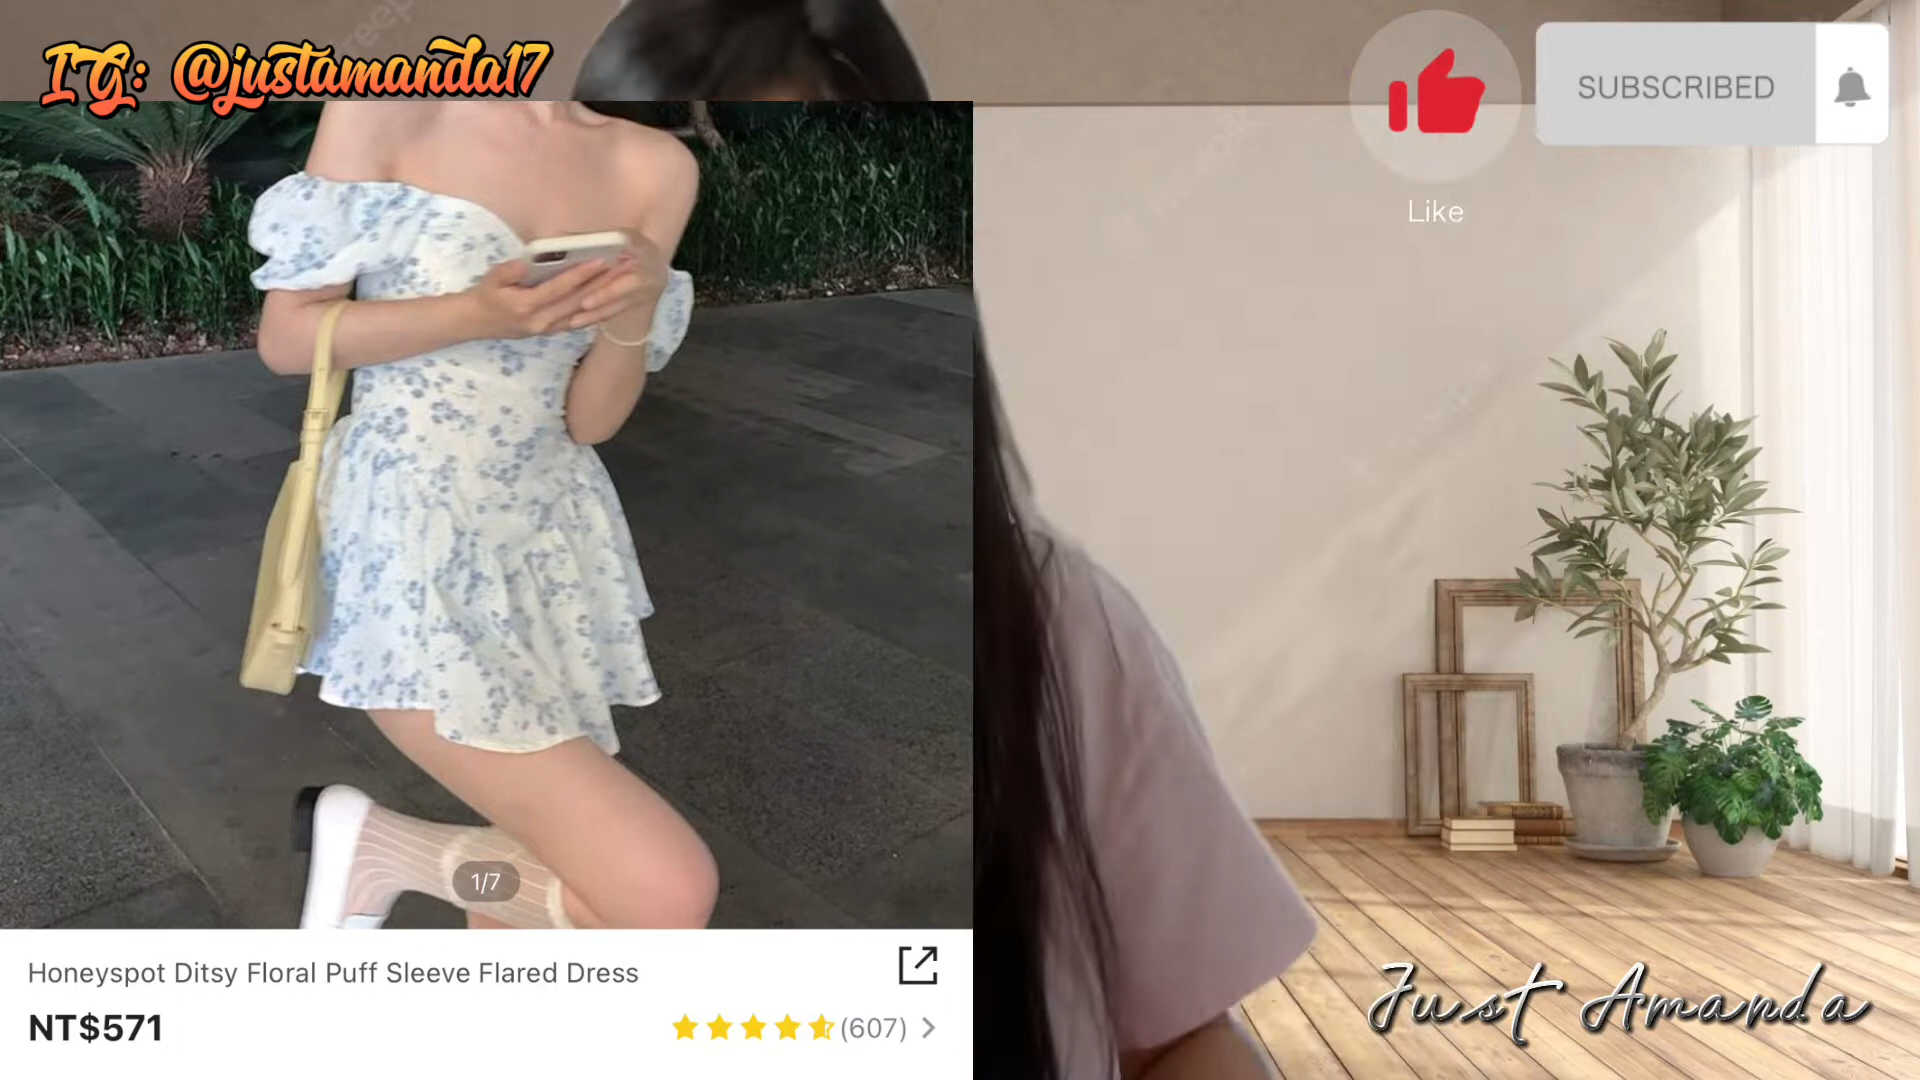 IG: @justamanda17
SUBSCRIBED
Like
1/7
Honeyspot Ditsy Floral Puff Sleeve Flared Dress
NT$571
(607)
Just Amanda